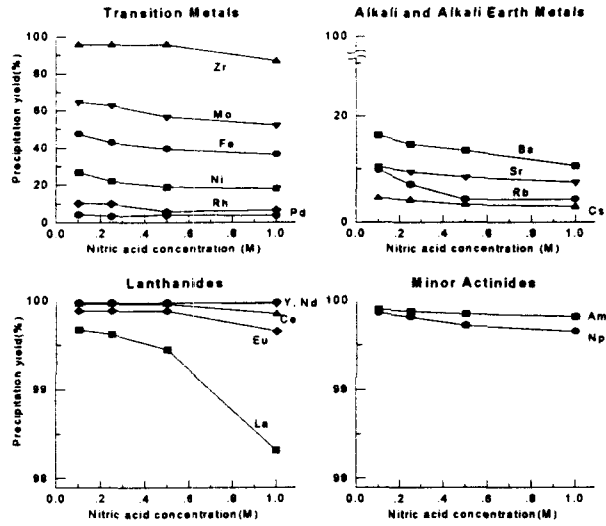 Transition Metals
100
80
60
40
20
0
Precipitation yield(%)
Zr
Mo
Fe
Ni
Rh
Pd
0.0 .2 .4 .6 .8 1.0
Nitric acid concentration (M)
Alkali and Alkali Earth Metals
100
20
0
Ba
Sr
Rb
Cs
0.0 .2 .4 .6 .8 1.0
Nitric acid concentration (M)
Lanthanides
100
99
98
Precipitation yield(%)
Y, Nd
Ce
Eu
La
0.0 .2 .4 .6 .8 1.0
Nitric acid concentration(M)
Minor Actinides
100
99
99
Am
Np
0.0 .2 .4 .6 .8 1.0
Nitric acid concentration(M)